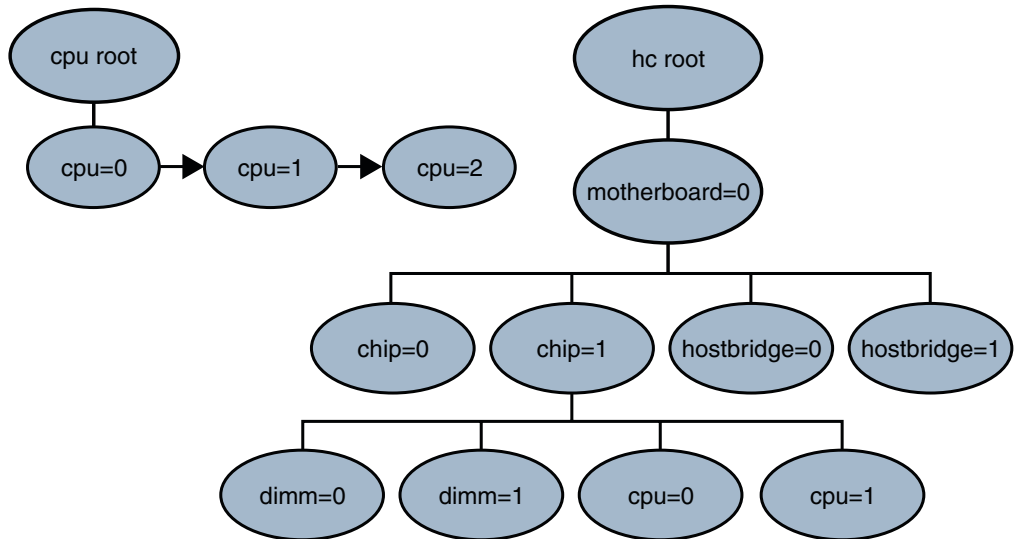 cpu root
hc root
cpu=0
cpu=1
cpu=2
motherboard=0
chip=0
chip=1
hostbridge=0
hostbridge=1
dimm=0
dimm=1
cpu=0
cpu=1